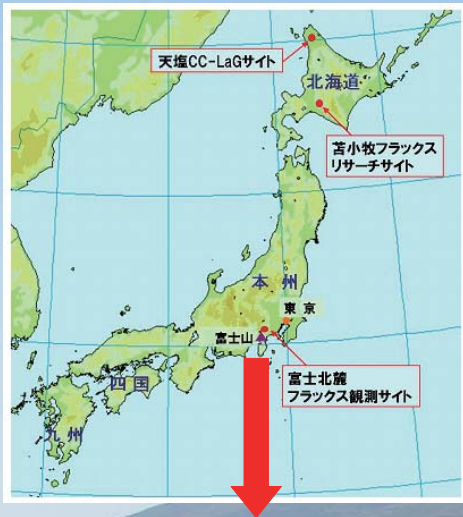 天塩CC-LaGサイト
北海道
苫小牧フラックス
リサーチサイト
本州
東京
富士山
富士北麓
フラックス観測サイト
四国
九州